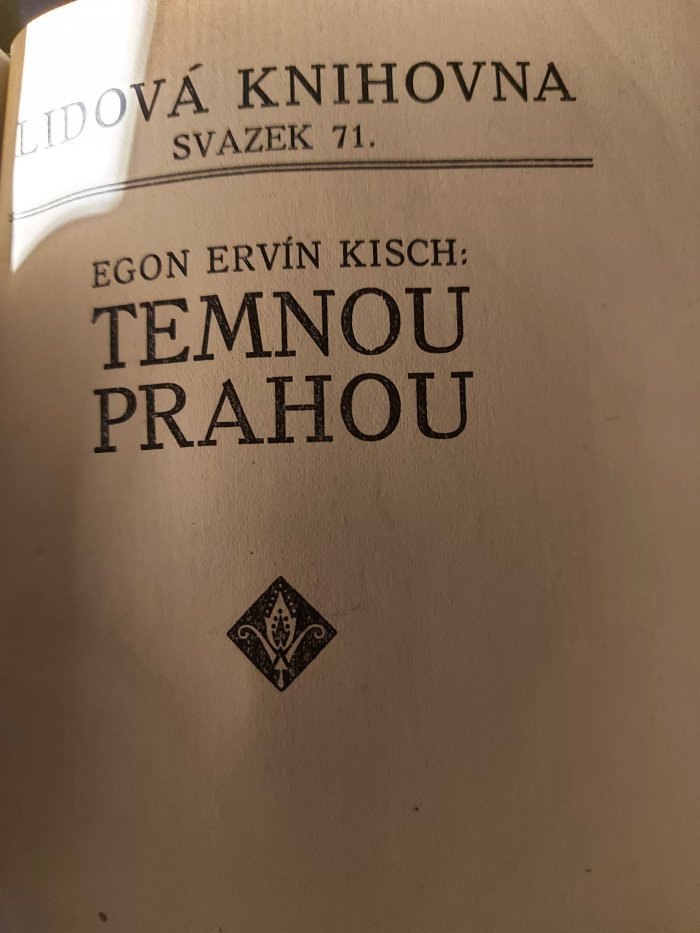 LIDOVÁ KNIHOVNA
SVAZEK 71.
EGON ERVÍN KISCH:
TEMNOU
PRAHOU